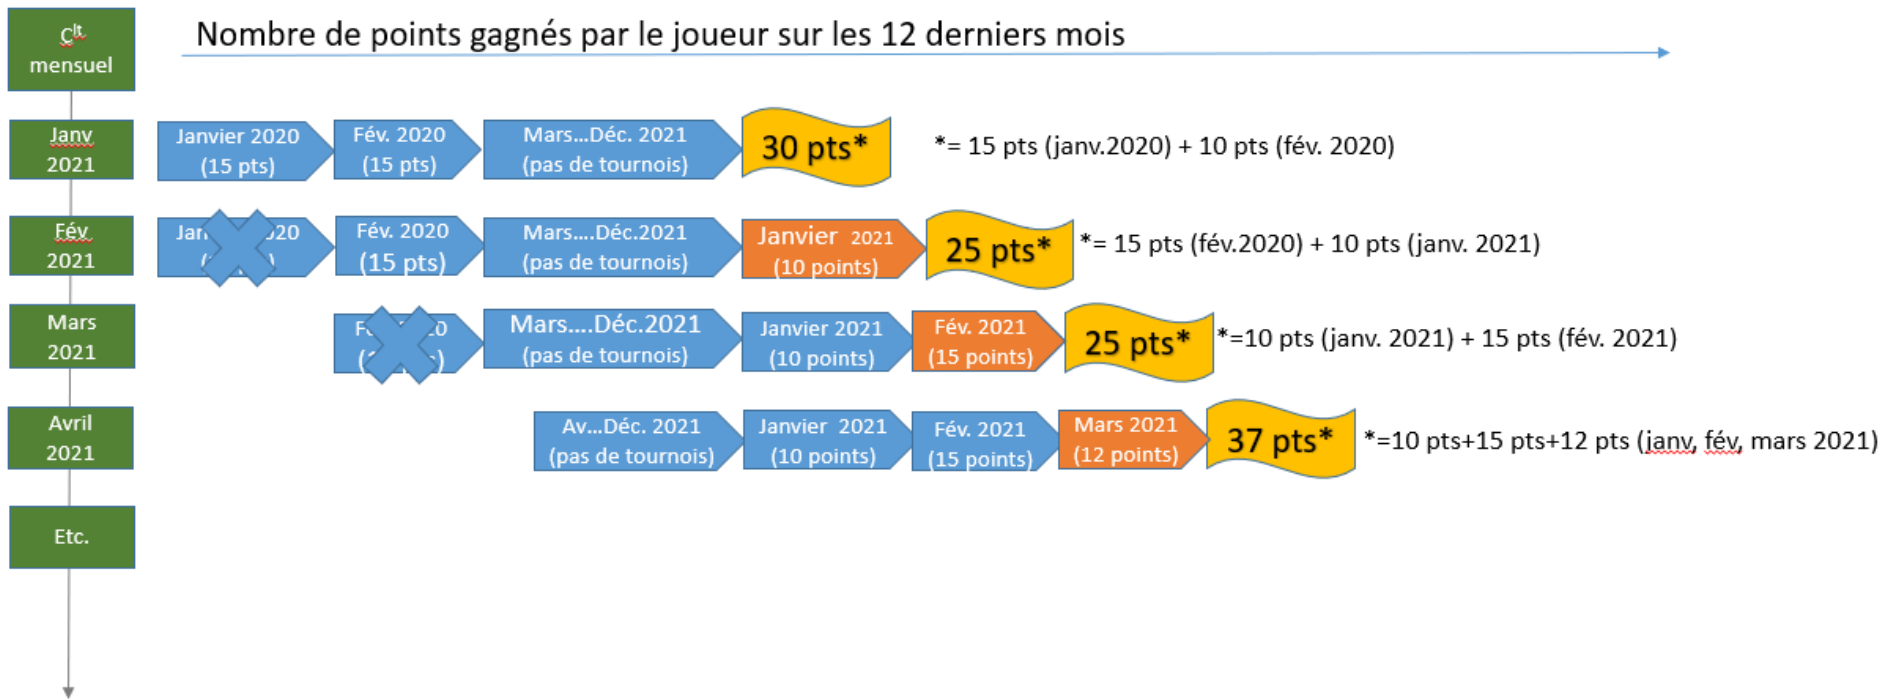 Clt
mensuel
Nombre de points gagnés par le joueur sur les 12 derniers mois
Janv
2021
Janvier 2020
(15 pts)
Fév. 2020
(15 pts)
Mars...Déc. 2021
(pas de tournois)
30 pts*
*= 15 pts (janv.2020) + 10 pts (fév. 2020)
Fév
2021
Fév. 2020
(15 pts)
Mars....Déc.2021
(pas de tournois)
Janvier 2021
(10 points)
25 pts*
*= 15 pts (fév.2020) + 10 pts (janv. 2021)
Mars
2021
Mars....Déc.2021
(pas de tournois)
Janvier 2021
(10 points)
Fév. 2021
(15 points)
25 pts*
*=10 pts (janv. 2021) + 15 pts (fév. 2021)
Avril
2021
Av...Déc. 2021
(pas de tournois)
Janvier 2021
(10 points)
Fév. 2021
(15 points)
Mars 2021
(12 points)
37 pts*
*=10 pts+15 pts+12 pts (janv, fév, mars 2021)
Etc.